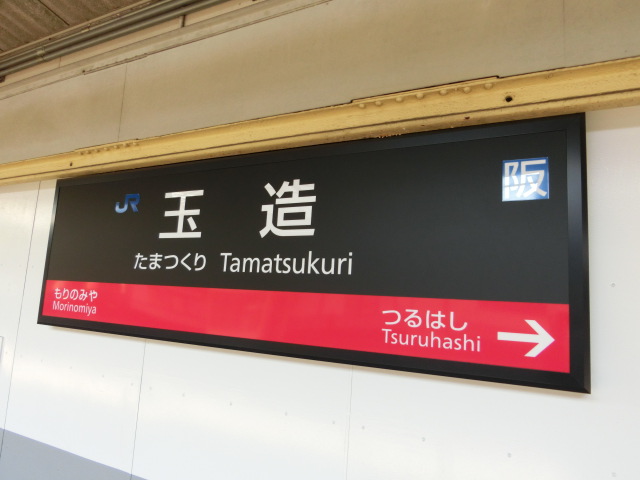 JR 玉造 阪
たまつくり Tamatsukuri
もりのみや
Morinomiya
つるはし
Tsuruhashi